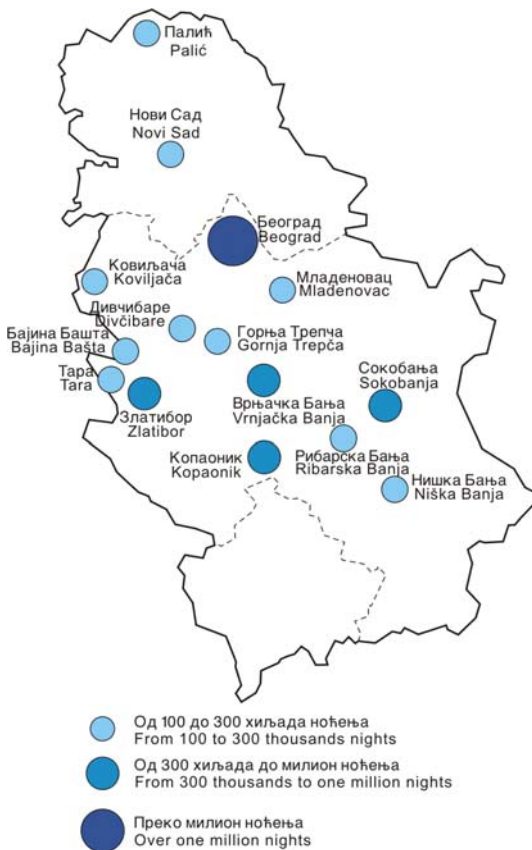 Палић
Palić
Нови Сад
Novi Sad
Београд
Beograd
Ковиљача
Koviljača
Младеновац
Mladenovac
Дивчибаре
Divčibare
Горња Трепча
Gornja Trepča
Бајина Башта
Bajina Bašta
Тара
Tara
Златибор
Zlatibor
Врњачка Бања
Vrnjačka Banja
Сокобања
Sokobanja
Копаоник
Kopaonik
Рибарска Бања
Ribarska Banja
Нишка Бања
Niška Banja
Од 100 до 300 хиљада ноћења
From 100 to 300 thousands nights
Од 300 хиљада до милион ноћења
From 300 thousands to one million nights
Преко милион ноћења
Over one million nights